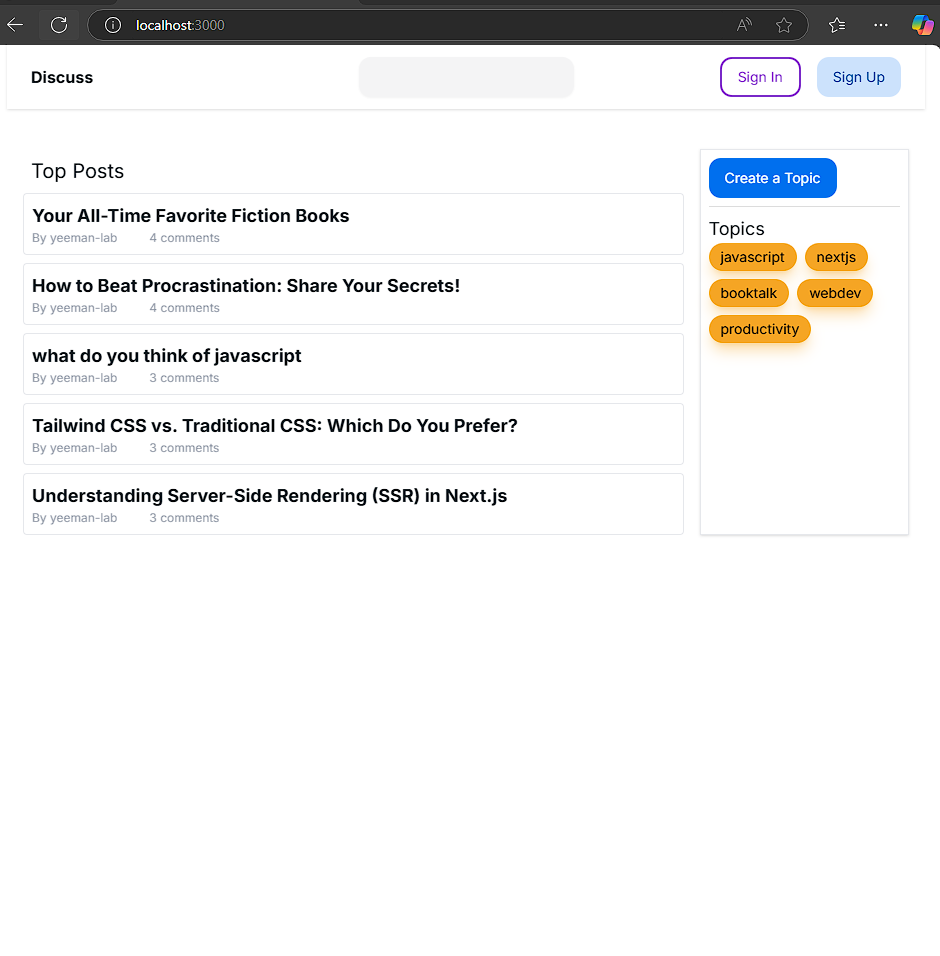 localhost:3000
Discuss
Sign In
Sign Up
Top Posts
Your All-Time Favorite Fiction Books
By yeeman-lab 4 comments
How to Beat Procrastination: Share Your Secrets!
By yeeman-lab 4 comments
what do you think of javascript
By yeeman-lab 3 comments
Tailwind CSS vs. Traditional CSS: Which Do You Prefer?
By yeeman-lab 3 comments
Understanding Server-Side Rendering (SSR) in Next.js
By yeeman-lab 3 comments
Create a Topic
Topics
javascript nextjs
booktalk webdev
productivity